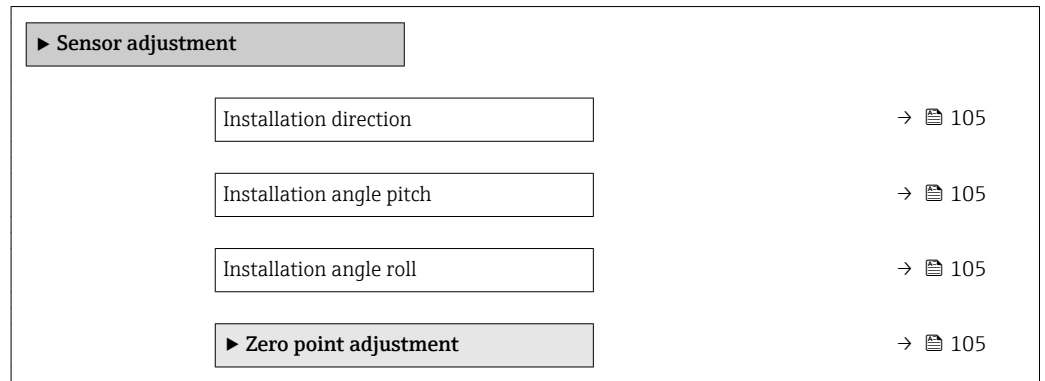 ▶ Sensor adjustment
Installation direction → 105
Installation angle pitch → 105
Installation angle roll → 105
▶ Zero point adjustment → 105